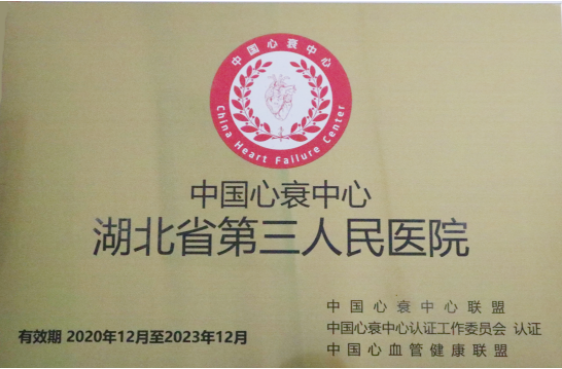 中国心衰中心
China Heart Failure Center
中国心衰中心
湖北省第三人民医院
有效期 2020年12月至2023年12月
中国心衰中心联盟
中国心衰中心认证工作委员会 认证
中国心血管健康联盟